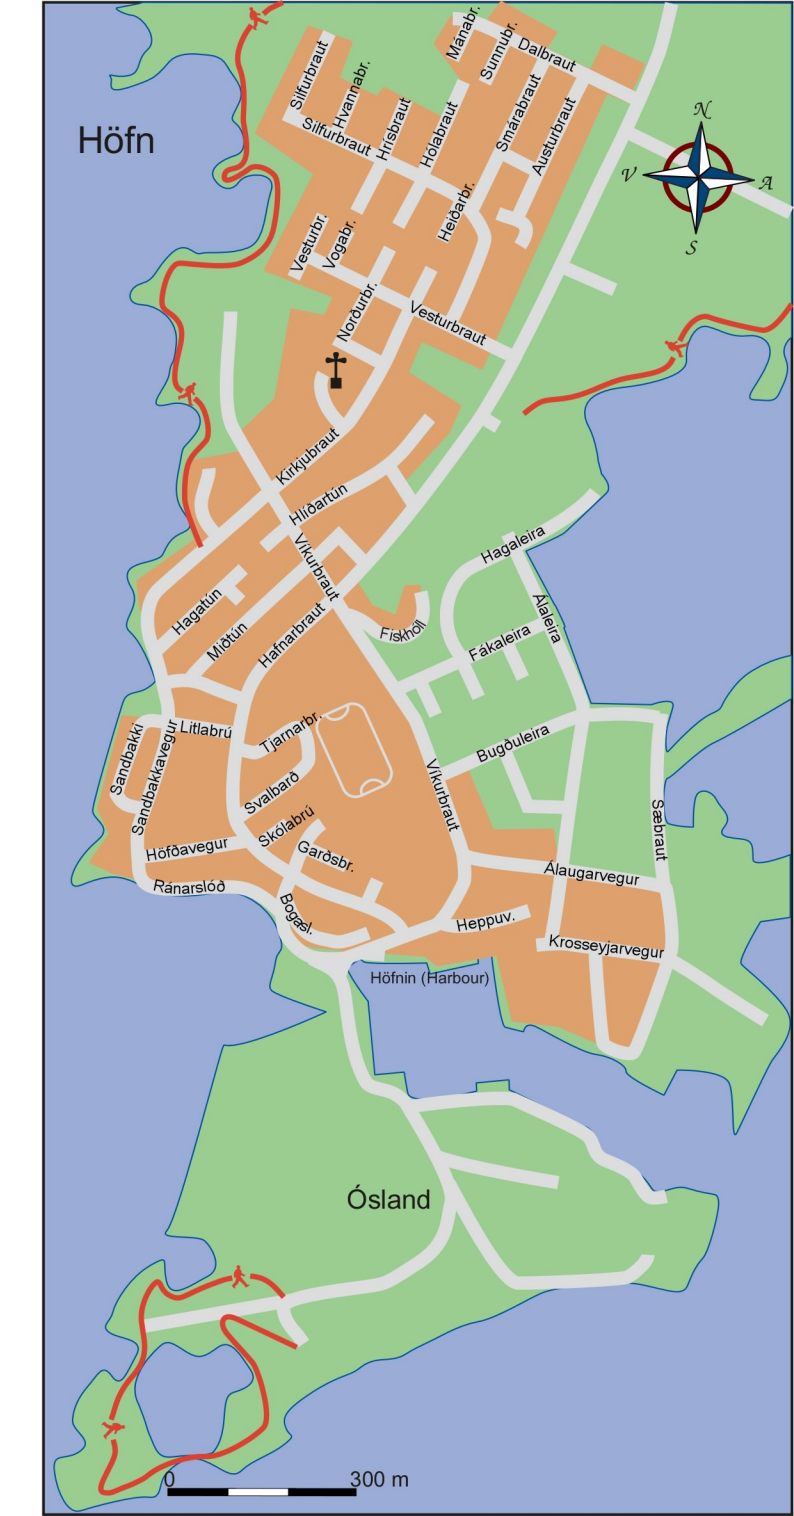 Mánabr.
Sunnubr.
Dalbraut
Silfurbraut
Hvannabr.
Hrísbraut
Hólabraut
Smárabraut
Austurbraut
Silfurbraut
Heiðarbr.
N
V
A
S
Höfn
Vesturbr.
Vogabr.
Norðurbr.
Vesturbraut
Kirkjubraut
Hlíðartún
Víkurbraut
Hagaleira
Álaleira
Fákaleira
Fiskhóll
Hagatún
Miðtún
Hafnarbraut
Litlabrú
Tjarnarbr.
Sandbakki
Sandbakkavegur
Svalbarð
Bugðuleira
Víkurbraut
Sæbraut
Skólabrú
Höfðavegur
Garðsbr.
Álaugarvegur
Ránarslóð
Bogasl.
Heppuv.
Krosseyjarvegur
Höfnin (Harbour)
Ósland
0
300 m